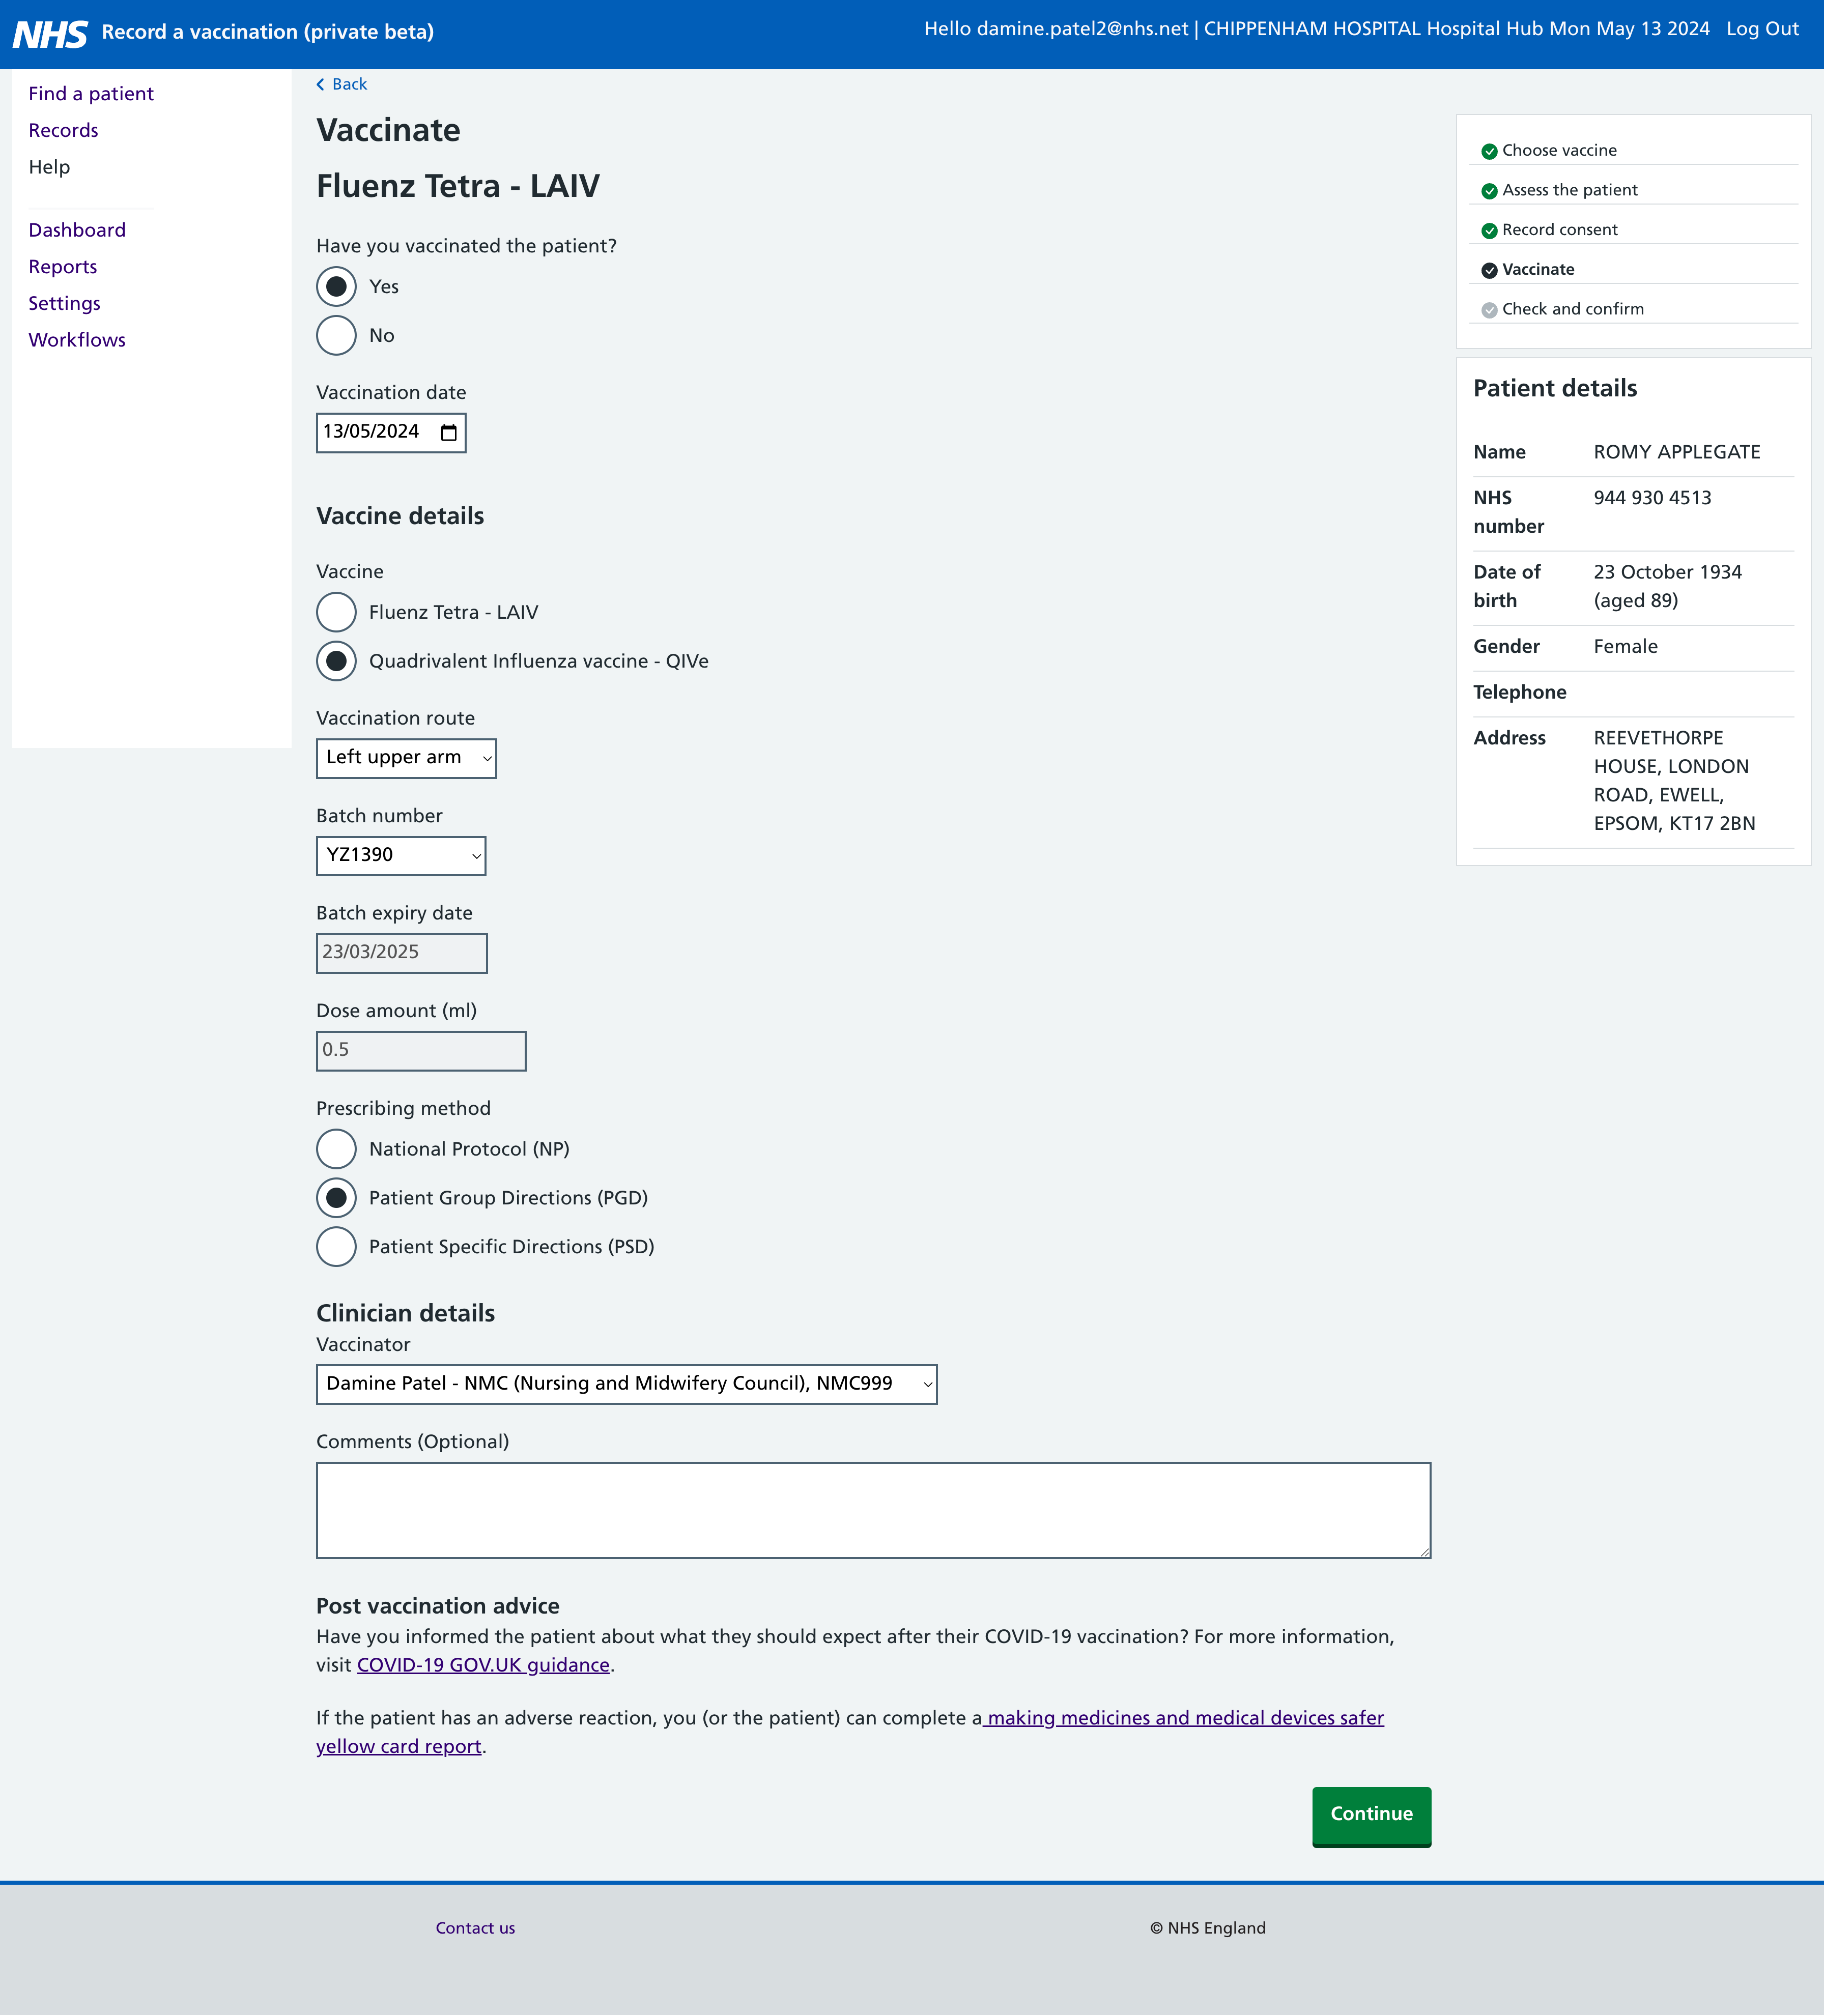 NHS Record a vaccination (private beta)
Hello damine.patel2@nhs.net | CHIPPENHAM HOSPITAL Hospital Hub Mon May 13 2024 Log Out
Find a patient
Records
Help
Dashboard
Reports
Settings
Workflows
Back
Vaccinate
Fluenz Tetra - LAIV
Have you vaccinated the patient?
Yes
No
Vaccination date
13/05/2024
Vaccine details
Vaccine
Fluenz Tetra - LAIV
Quadrivalent Influenza vaccine - QIVe
Vaccination route
Left upper arm
Batch number
YZ1390
Batch expiry date
23/03/2025
Dose amount (ml)
0.5
Prescribing method
National Protocol (NP)
Patient Group Directions (PGD)
Patient Specific Directions (PSD)
Clinician details
Vaccinator
Damine Patel - NMC (Nursing and Midwifery Council), NMC999
Comments (Optional)
Post vaccination advice
Have you informed the patient about what they should expect after their COVID-19 vaccination? For more information,
visit COVID-19 GOV.UK guidance.
If the patient has an adverse reaction, you (or the patient) can complete a making medicines and medical devices safer
yellow card report.
Continue
Choose vaccine
Assess the patient
Record consent
Vaccinate
Check and confirm
Patient details
Name ROMY APPLEGATE
NHS 944 930 4513
number
Date of 23 October 1934
birth (aged 89)
Gender Female
Telephone
Address REEVETHORPE
HOUSE, LONDON
ROAD, EWELL,
EPSOM, KT17 2BN
Contact us
© NHS England